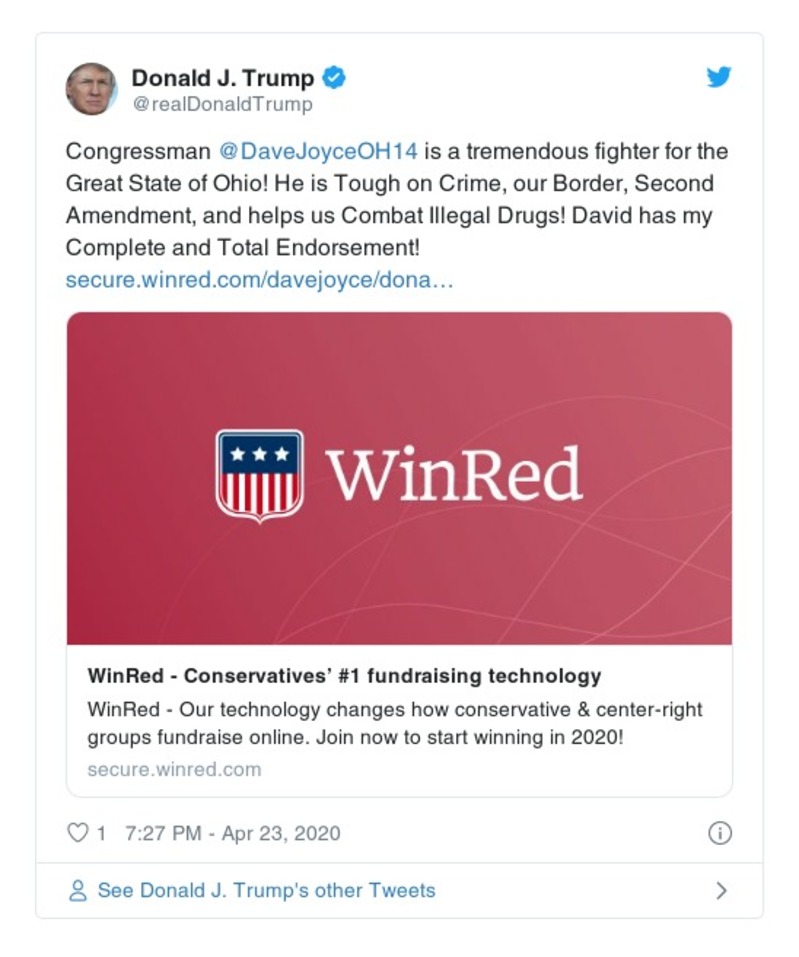 Donald J. Trump
@realDonaldTrump
Congressman @DaveJoyceOH14 is a tremendous fighter for the
Great State of Ohio! He is Tough on Crime, our Border, Second
Amendment, and helps us Combat Illegal Drugs! David has my
Complete and Total Endorsement!
secure.winred.com/davejoyce/dona…
WinRed
WinRed - Conservatives’ #1 fundraising technology
WinRed - Our technology changes how conservative & center-right
groups fundraise online. Join now to start winning in 2020!
secure.winred.com
1 7:27 PM - Apr 23, 2020
See Donald J. Trump's other Tweets